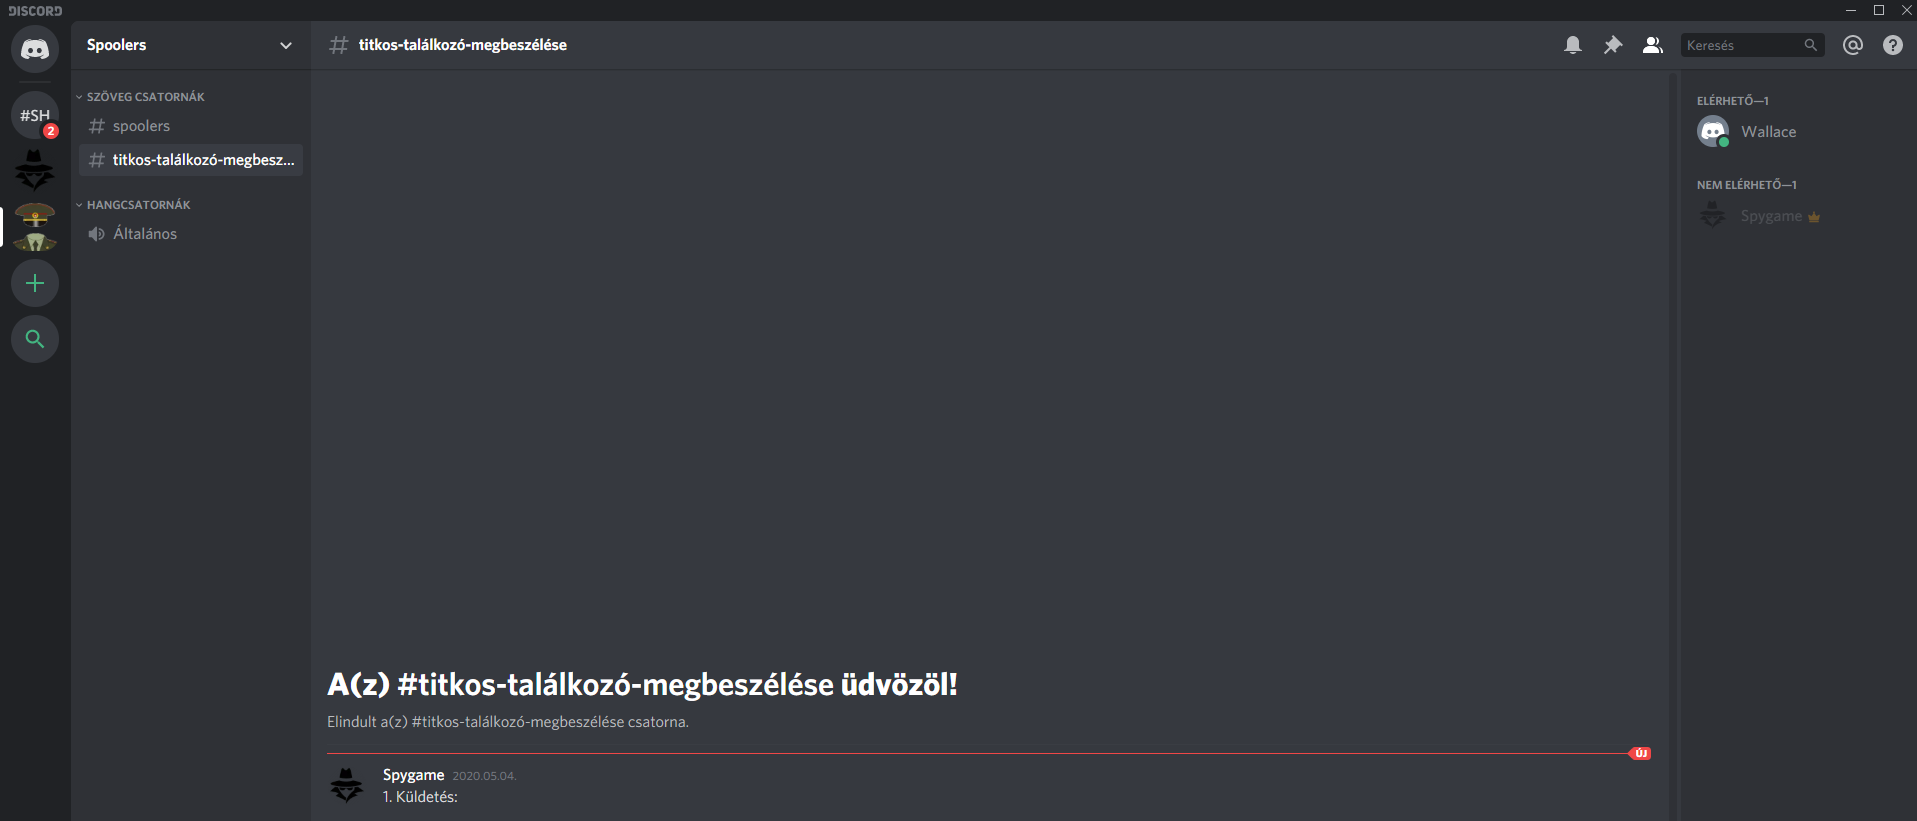 DISCORD
#SH
2
Spoolers
SZÖVEG CSATORNÁK
spoolers
titkos-találkozó-megbesz...
HANGCSATORNÁK
Általános
# titkos-találkozó-megbeszélése
Keresés
A(z) #titkos-találkozó-megbeszélése üdvözöl!
Elindult a(z) #titkos-találkozó-megbeszélése csatorna.
ÚJ
Spygame 2020.05.04.
1. Küldetés:
ELÉRHETŐ—1
Wallace
NEM ELÉRHETŐ—1
Spygame